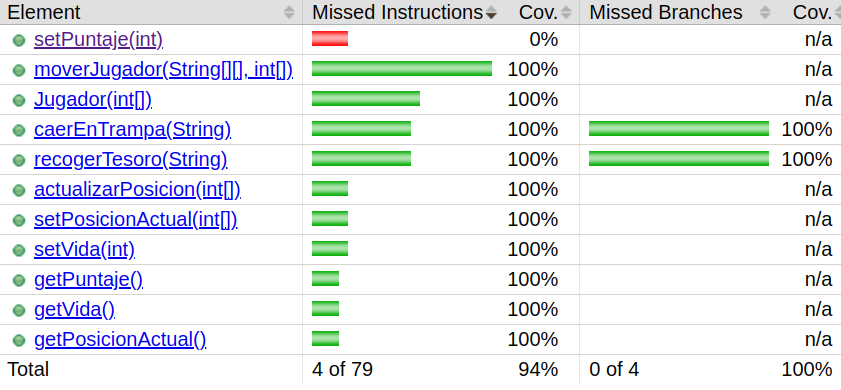 Element Missed Instructions Cov. Missed Branches Cov.
setPuntaje(int) 0% n/a
moverJugador(String[][], int[]) 100% n/a
Jugador(int[]) 100% n/a
caerEnTrampa(String) 100% 100%
recogerTesoro(String) 100% 100%
actualizarPosicion(int[]) 100% n/a
setPosicionActual(int[]) 100% n/a
setVida(int) 100% n/a
getPuntaje() 100% n/a
getVida() 100% n/a
getPosicionActual() 100% n/a
Total 4 of 79 94% 0 of 4 100%